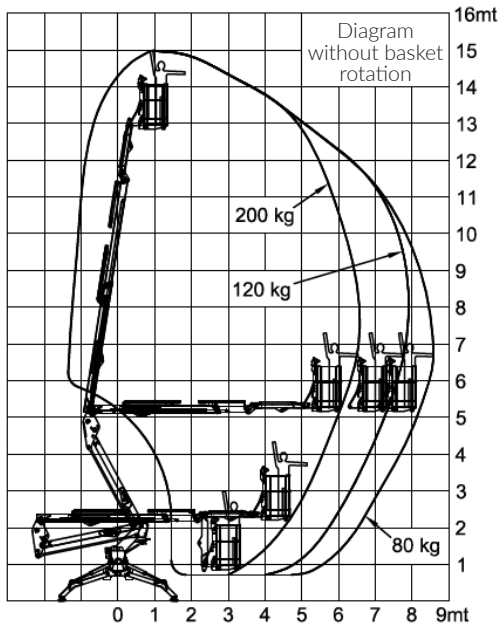 16mt
Diagram
without basket
rotation
15
14
13
12
11
10
9
8
7
6
5
4
3
2
1
200 kg
120 kg
80 kg
0 1 2 3 4 5 6 7 8 9mt